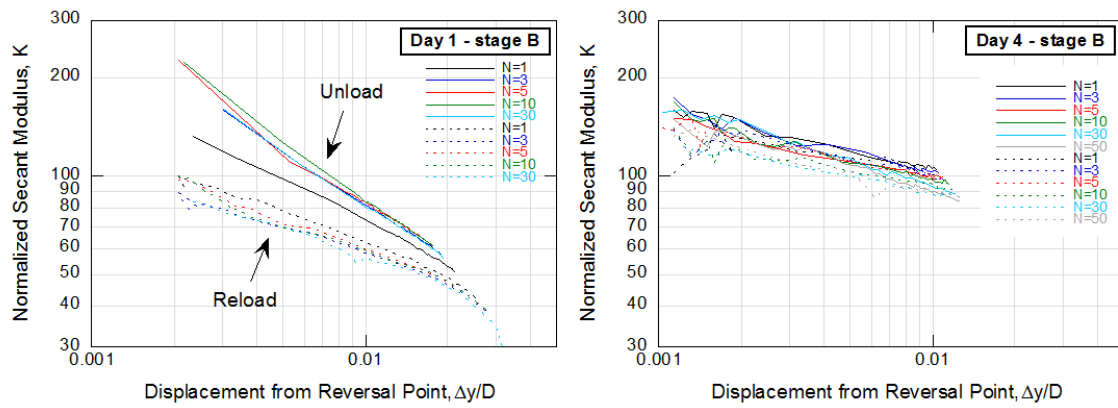 300
200
100
90
80
70
60
50
40
30
Normalized Secant Modulus, K
Day 1 - stage B
N=1
N=3
N=5
N=10
N=30
N=1
N=3
N=5
N=10
N=30
Unload
Reload
0.001
0.01
Displacement from Reversal Point, Δy/D
300
200
100
90
80
70
60
50
40
30
Normalized Secant Modulus, K
Day 4 - stage B
N=1
N=3
N=5
N=10
N=30
N=50
N=1
N=3
N=5
N=10
N=30
N=50
0.001
0.01
Displacement from Reversal Point, Δy/D